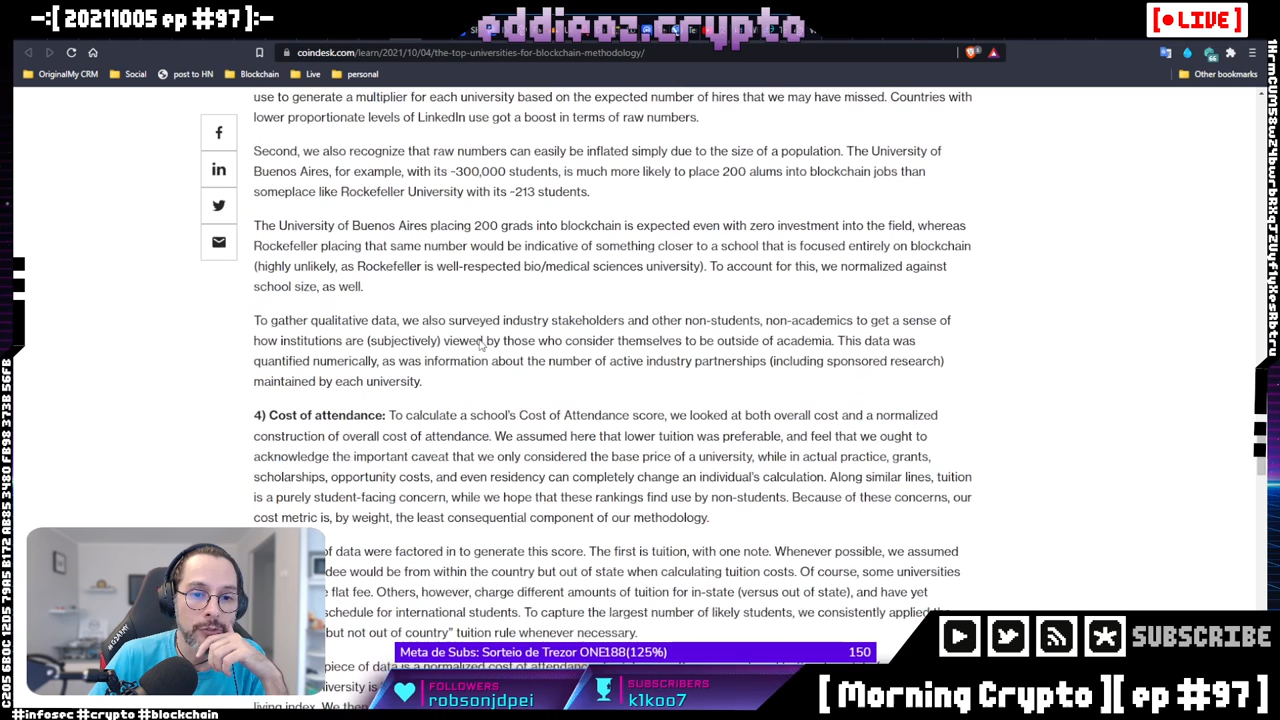 -:[ 20211005 ep #97 ]:-
eddieoz crypto
[ LIVE ]
coindesk.com/learn/2021/10/04/the-top-universities-for-blockchain-methodology/
OriginalMy CRM
Social
post to HN
Blockchain
Live
personal
Other bookmarks
use to generate a multiplier for each university based on the expected number of hires that we may have missed. Countries with
lower proportionate levels of LinkedIn use got a boost in terms of raw numbers.
Second, we also recognize that raw numbers can easily be inflated simply due to the size of a population. The University of
Buenos Aires, for example, with its ~300,000 students, is much more likely to place 200 alums into blockchain jobs than
someplace like Rockefeller University with its ~213 students.
The University of Buenos Aires placing 200 grads into blockchain is expected even with zero investment into the field, whereas
Rockefeller placing that same number would be indicative of something closer to a school that is focused entirely on blockchain
(highly unlikely, as Rockefeller is well-respected bio/medical sciences university). To account for this, we normalized against
school size, as well.
To gather qualitative data, we also surveyed industry stakeholders and other non-students, non-academics to get a sense of
how institutions are (subjectively) viewed by those who consider themselves to be outside of academia. This data was
quantified numerically, as was information about the number of active industry partnerships (including sponsored research)
maintained by each university.
4) Cost of attendance: To calculate a school's Cost of Attendance score, we looked at both overall cost and a normalized
construction of overall cost of attendance. We assumed here that lower tuition was preferable, and feel that we ought to
acknowledge the important caveat that we only considered the base price of a university, while in actual practice, grants,
scholarships, opportunity costs, and even residency can completely change an individual's calculation. Along similar lines, tuition
is a purely student-facing concern, while we hope that these rankings find use by non-students. Because of these concerns, our
cost metric is, by weight, the least consequential component of our methodology.
of data were factored in to generate this score. The first is tuition, with one note. Whenever possible, we assumed
dee would be from within the country but out of state when calculating tuition costs. Of course, some universities
flat fee. Others, however, charge different amounts of tuition for in-state (versus out of state), and have yet
schedule for international students. To capture the largest number of likely students, we consistently applied the
but not out of country" tuition rule whenever necessary.
piece of data is a normalized cost of attendance
Meta de Subs: Sorteio de Trezor ONE188(125%) 150
FOLLOWERS
robsonjdpei
SUBSCRIBERS
k1koo7
SUBSCRIBE
[ Morning Crypto ][ ep #97 ]
#infosec #crypto #blockchain